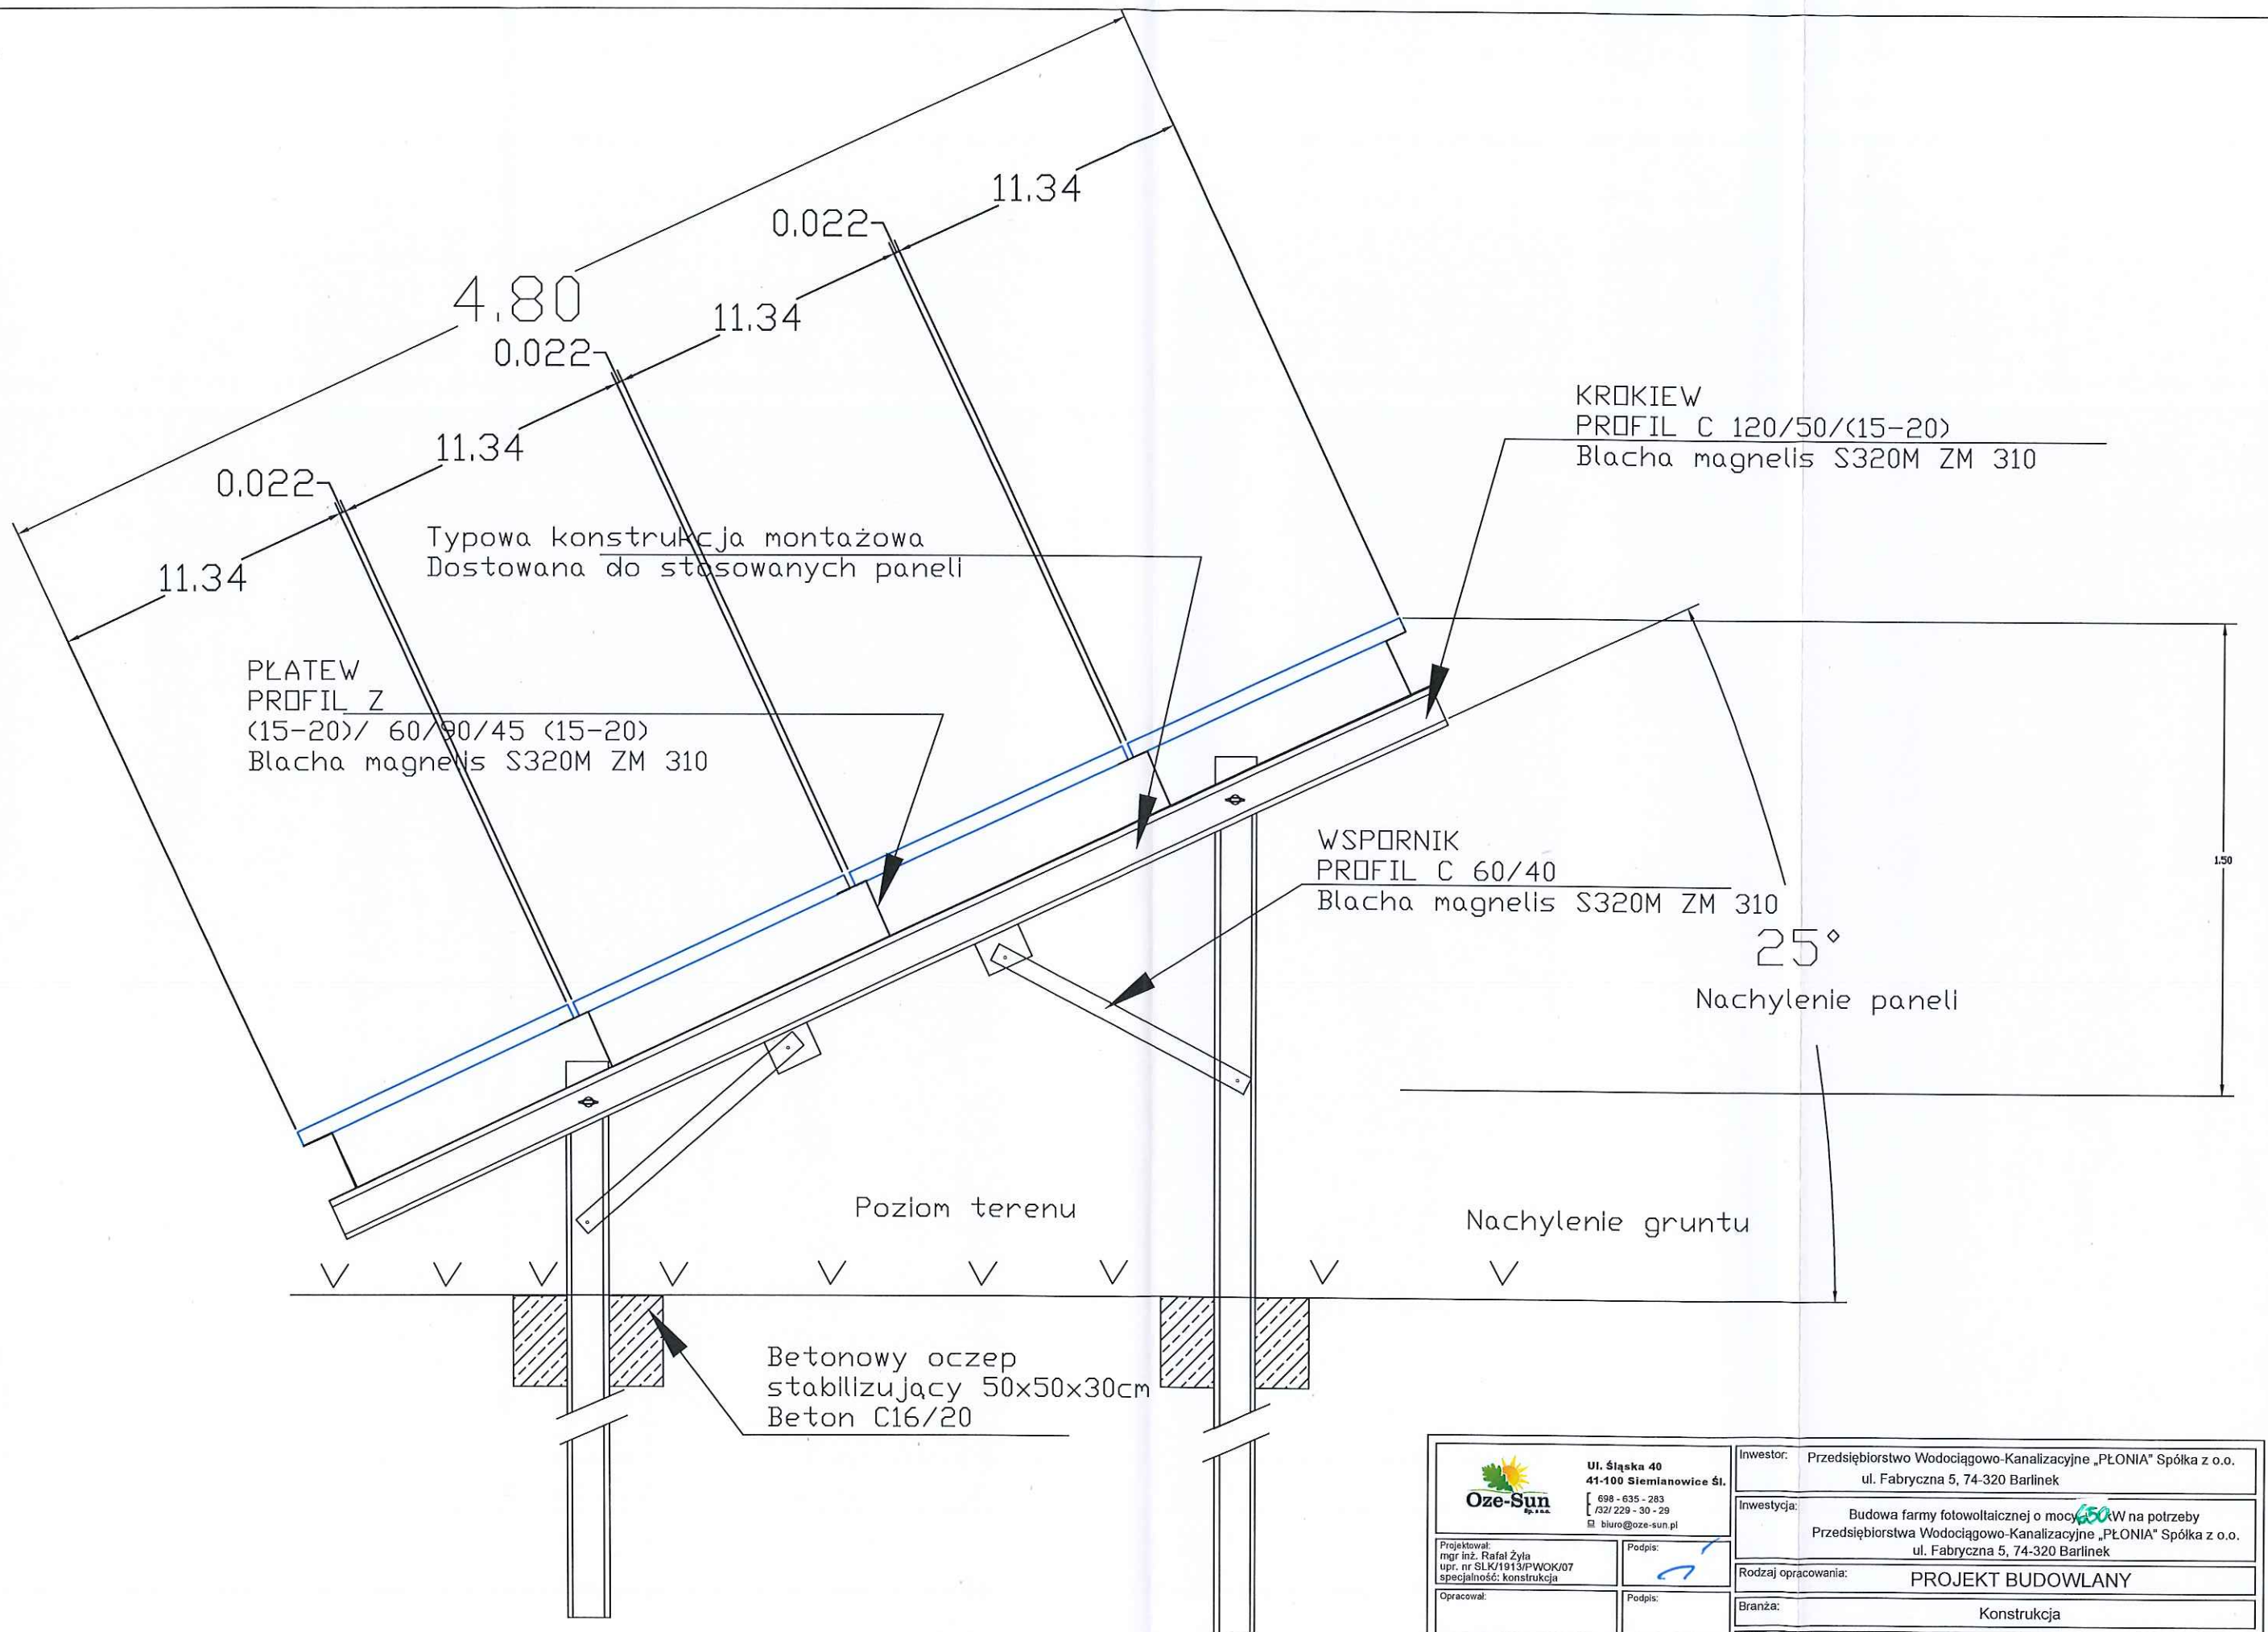 11.34
0.022
11.34
4.80
0.022
11.34
0.022
11.34
KROKIEW
PROFIL C 120/50/(15-20)
Blacha magnelis S320M ZM 310
Typowa konstrukcja montażowa
Dostowana do stosowanych paneli
PŁATEW
PROFIL Z
(15-20)/ 60/90/45 (15-20)
Blacha magnelis S320M ZM 310
WSPORNIK
PROFIL C 60/40
Blacha magnelis S320M ZM 310
1.50
25°
Nachylenie paneli
Poziom terenu
Nachylenie gruntu
Betonowy oczep
stabilizujący 50x50x30cm
Beton C16/20
Oze-Sun
Sp. z o.o.
Ul. Śląska 40
41-100 Siemianowice Śl.
698 - 635 - 283
/32/ 229 - 30 - 29
biuro@oze-sun.pl
Inwestor: Przedsiębiorstwo Wodociągowo-Kanalizacyjne „PŁONIA" Spółka z o.o.
ul. Fabryczna 5, 74-320 Barlinek
Inwestycja: Budowa farmy fotowoltaicznej o mocy 650 kW na potrzeby
Przedsiębiorstwa Wodociągowo-Kanalizacyjne „PŁONIA" Spółka z o.o.
ul. Fabryczna 5, 74-320 Barlinek
Projektował:
mgr inż. Rafał Żyła
upr. nr SLK/1913/PWOK/07
specjalność: konstrukcja
Podpis:
Rodzaj opracowania: PROJEKT BUDOWLANY
Opracował:
Podpis:
Branża: Konstrukcja